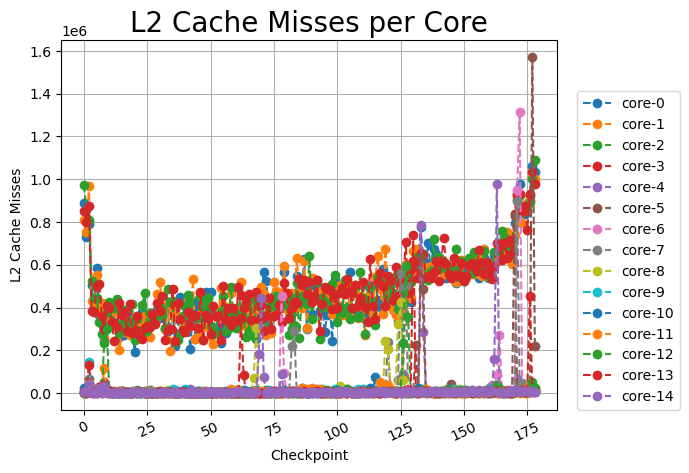 L2 Cache Misses per Core
1e6
1.6
1.4
1.2
1.0
0.8
0.6
0.4
0.2
0.0
L2 Cache Misses
0
25
50
75
100
125
150
175
Checkpoint
core-0
core-1
core-2
core-3
core-4
core-5
core-6
core-7
core-8
core-9
core-10
core-11
core-12
core-13
core-14